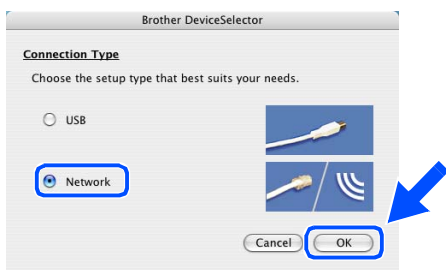 Brother DeviceSelector
Connection Type
Choose the setup type that best suits your needs.
USB
Network
Cancel OK